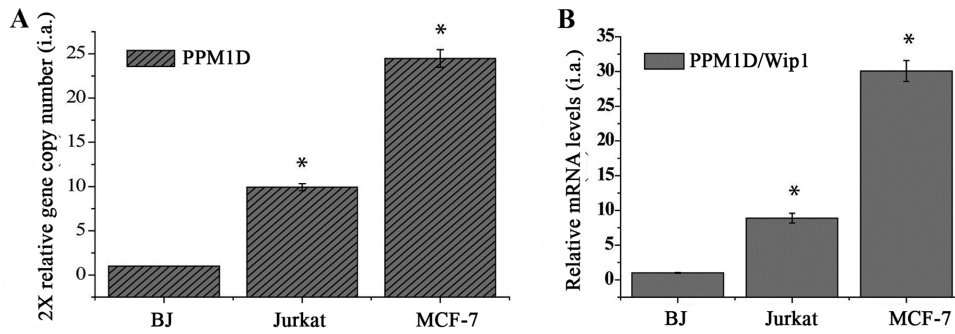 A
2X relative gene copy number (i.a.)
25
20
15
10
5
0
PPM1D
*
*
BJ
Jurkat
MCF-7
B
Relative mRNA levels (i.a.)
35
30
25
20
15
10
5
0
PPM1D/Wip1
*
*
BJ
Jurkat
MCF-7